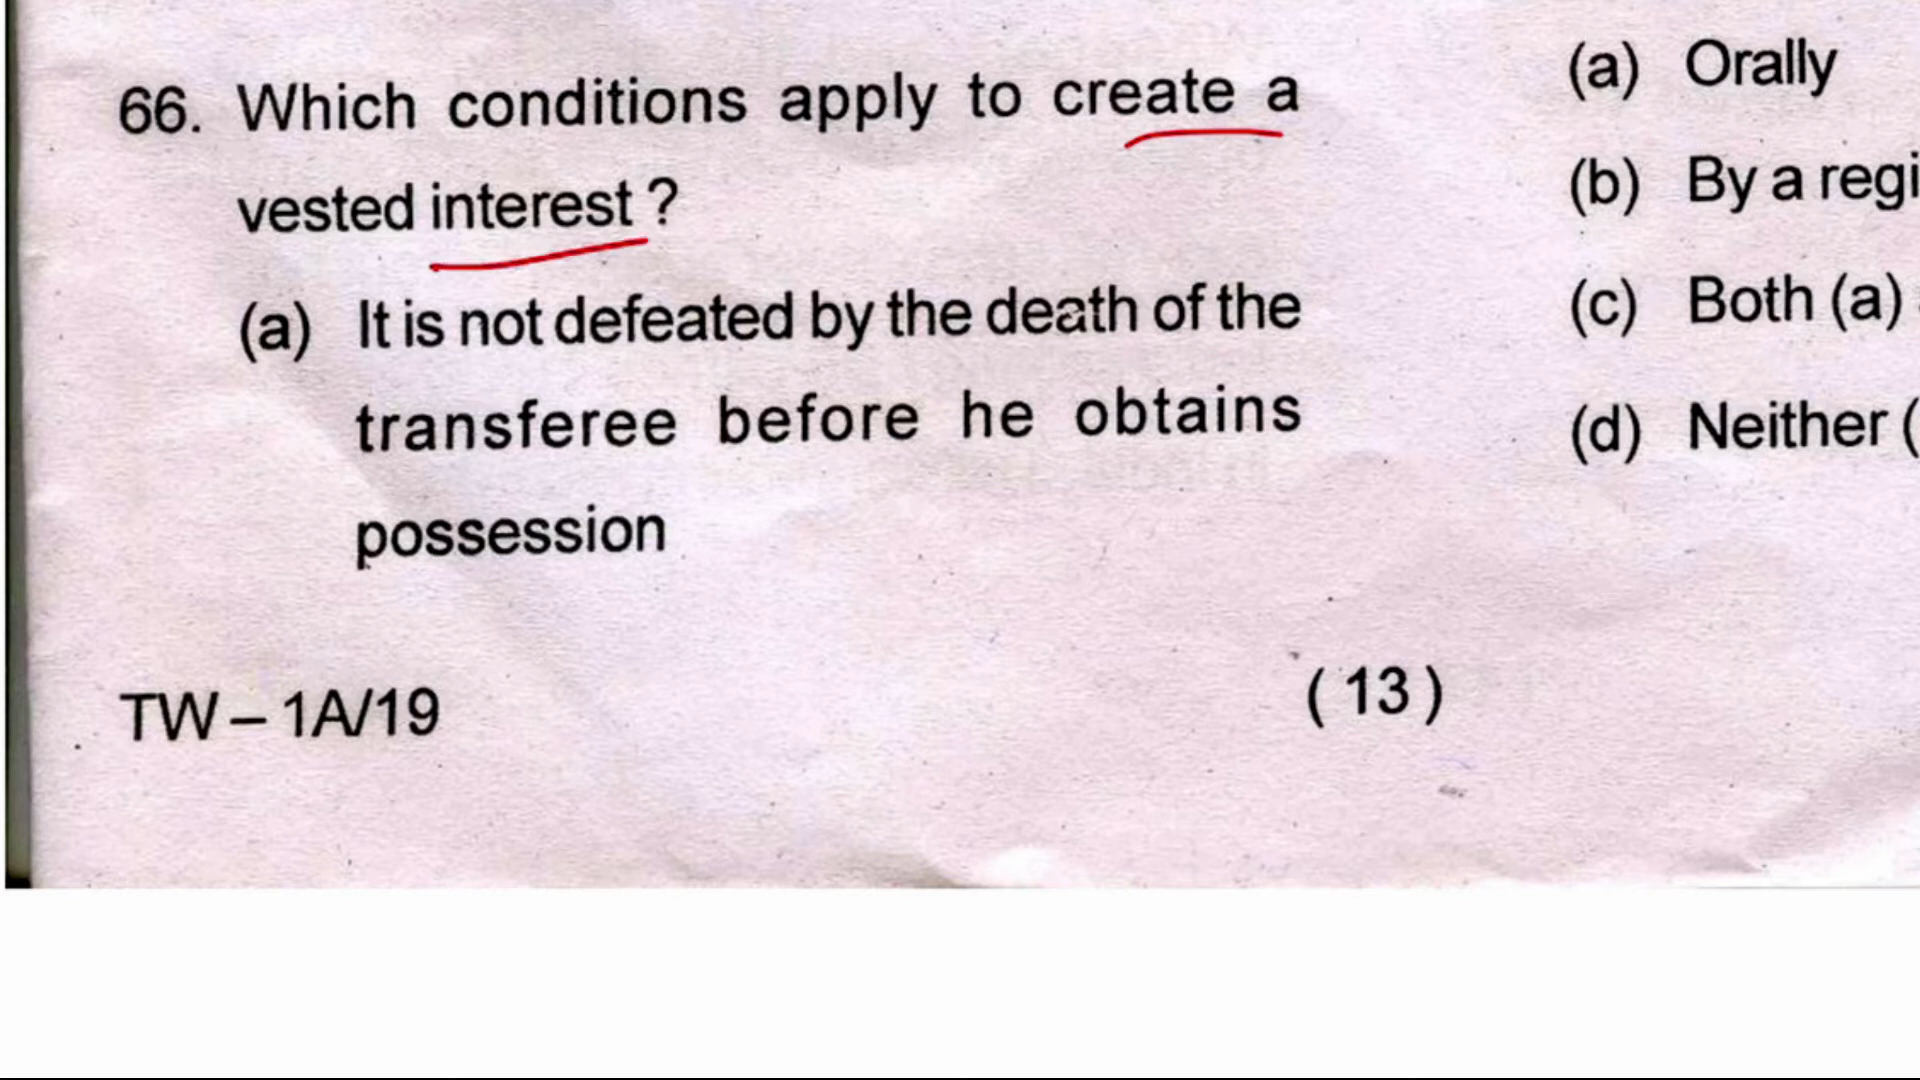 66. Which conditions apply to create a
vested interest ?
(a) It is not defeated by the death of the
transferee before he obtains
possession
TW – 1A/19
( 13 )
(a) Orally
(b) By a regi
(c) Both (a)
(d) Neither (